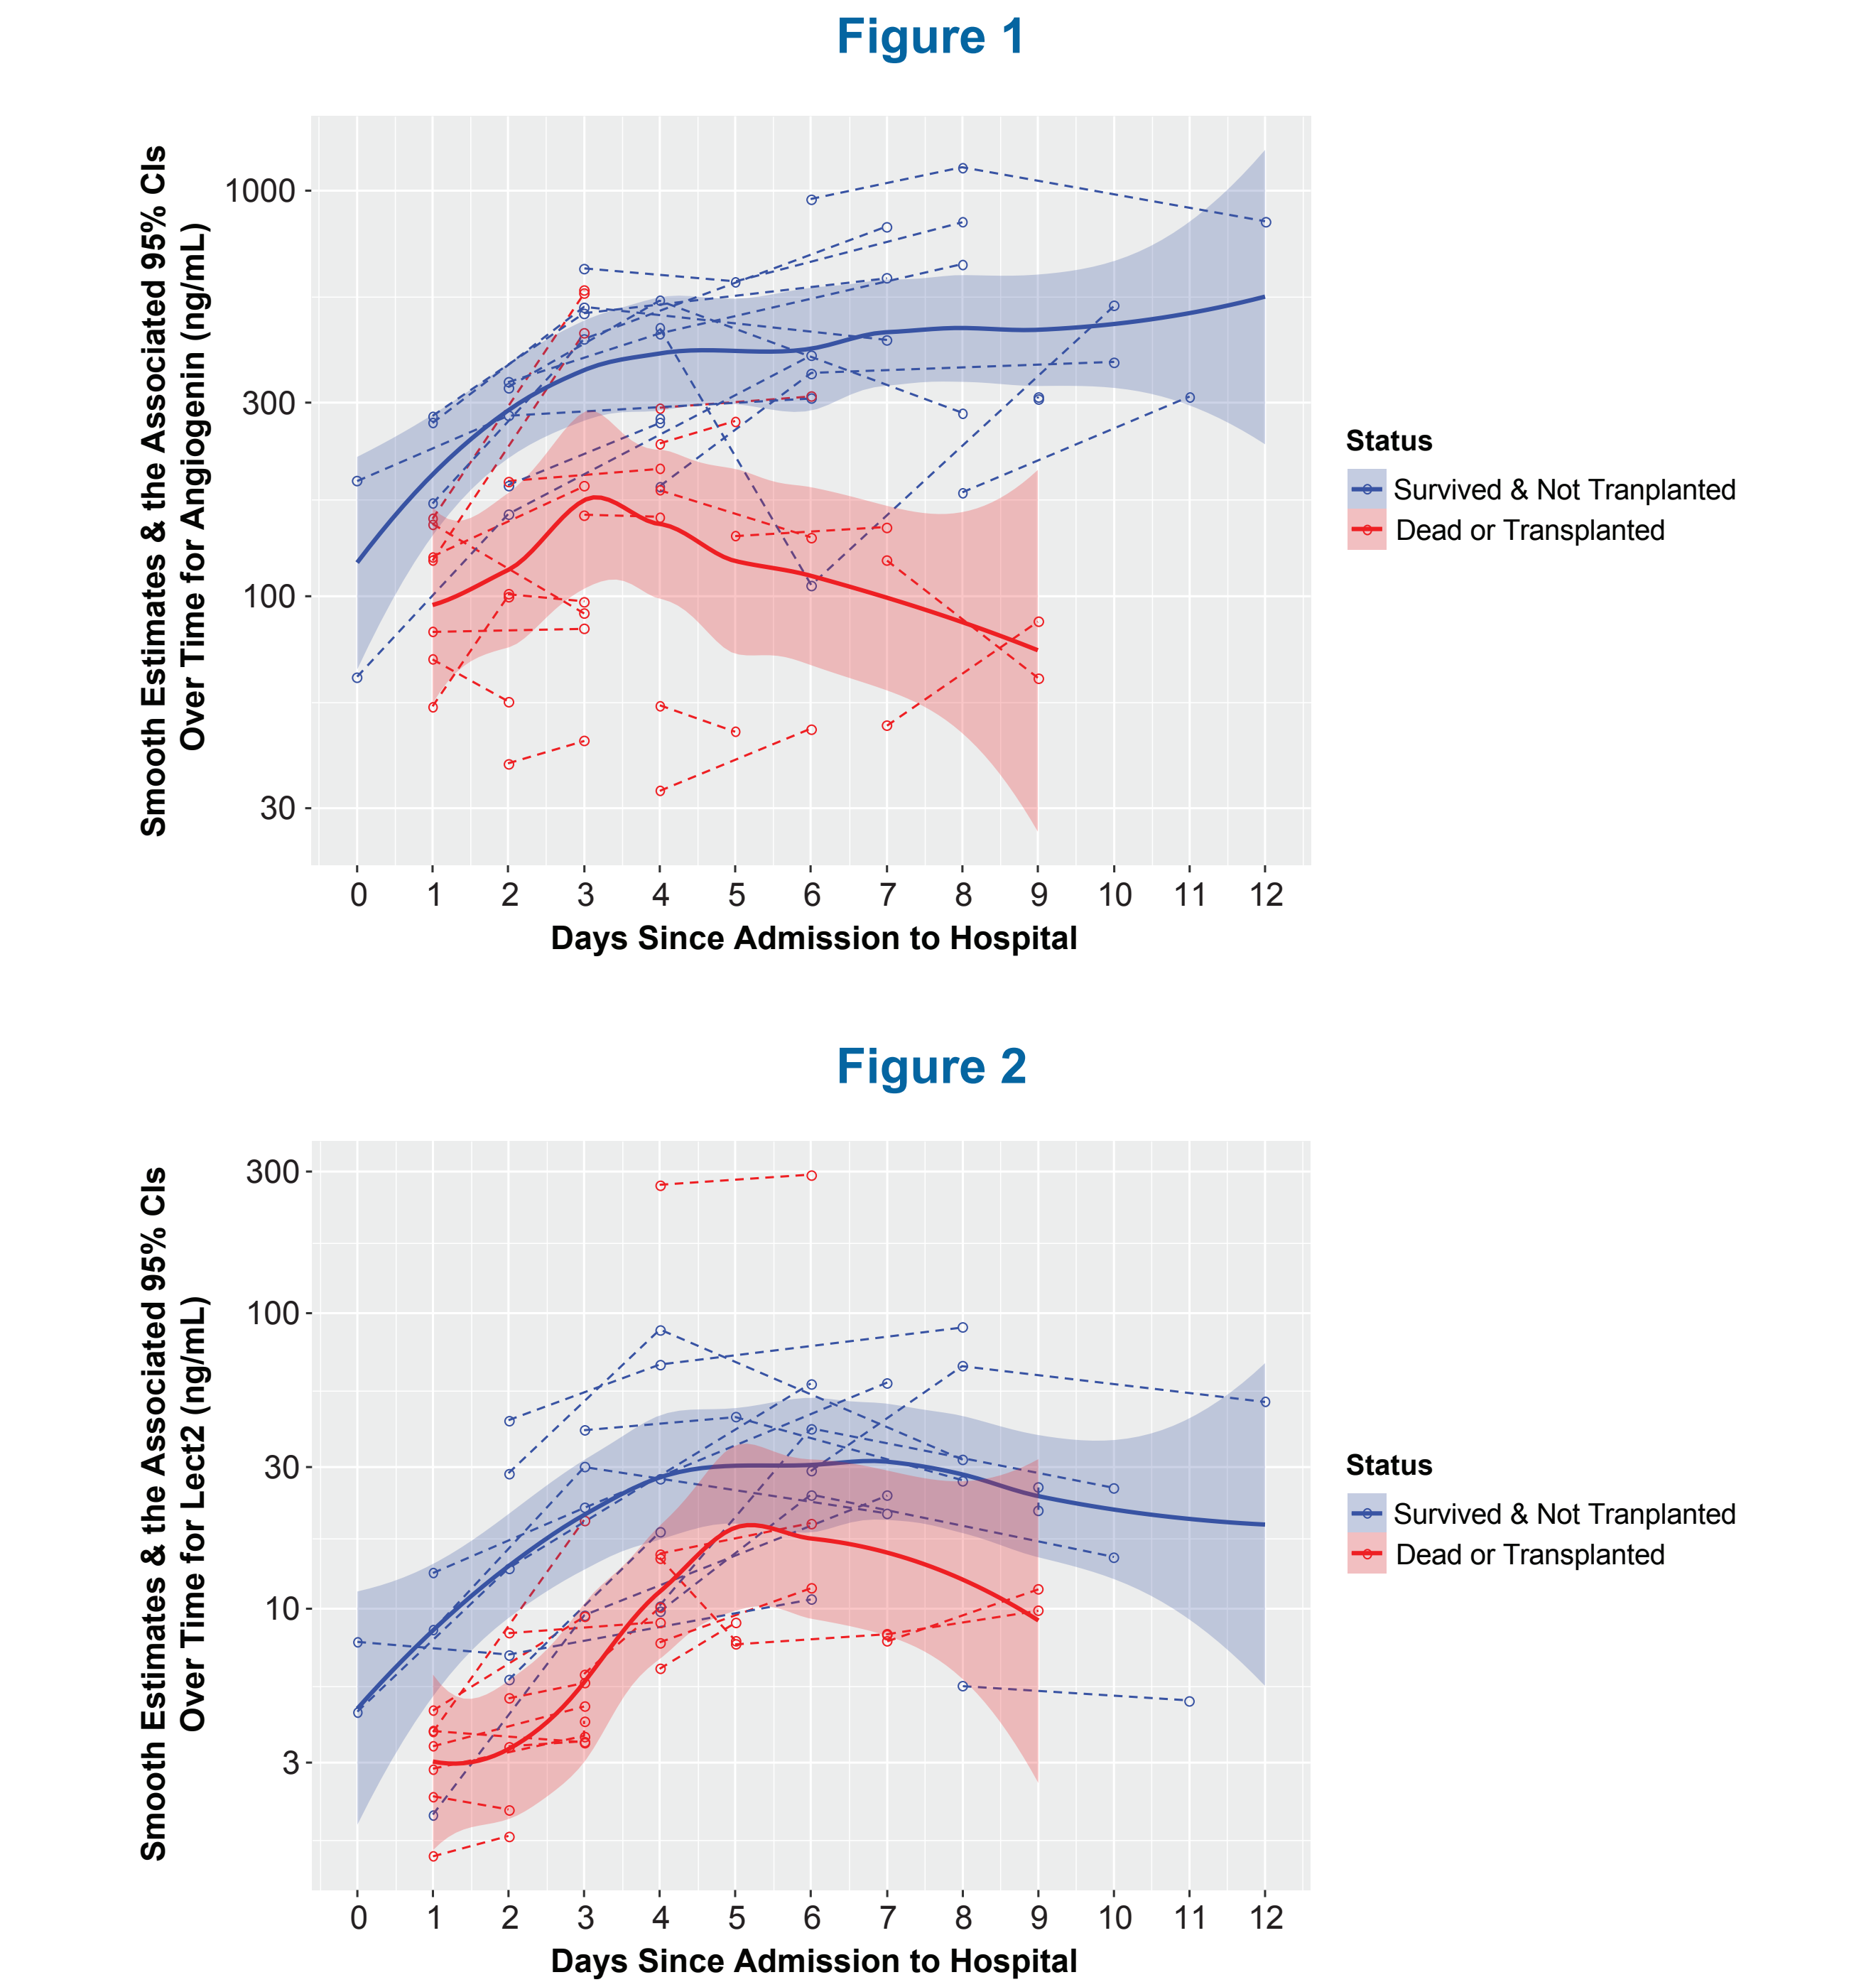 Figure 1
Smooth Estimates & the Associated 95% CIs
Over Time for Angiogenin (ng/mL)
1000
300
100
30
0 1 2 3 4 5 6 7 8 9 10 11 12
Days Since Admission to Hospital
Status
Survived & Not Tranplanted
Dead or Transplanted
Figure 2
Smooth Estimates & the Associated 95% CIs
Over Time for Lect2 (ng/mL)
300
100
30
10
3
0 1 2 3 4 5 6 7 8 9 10 11 12
Days Since Admission to Hospital
Status
Survived & Not Tranplanted
Dead or Transplanted